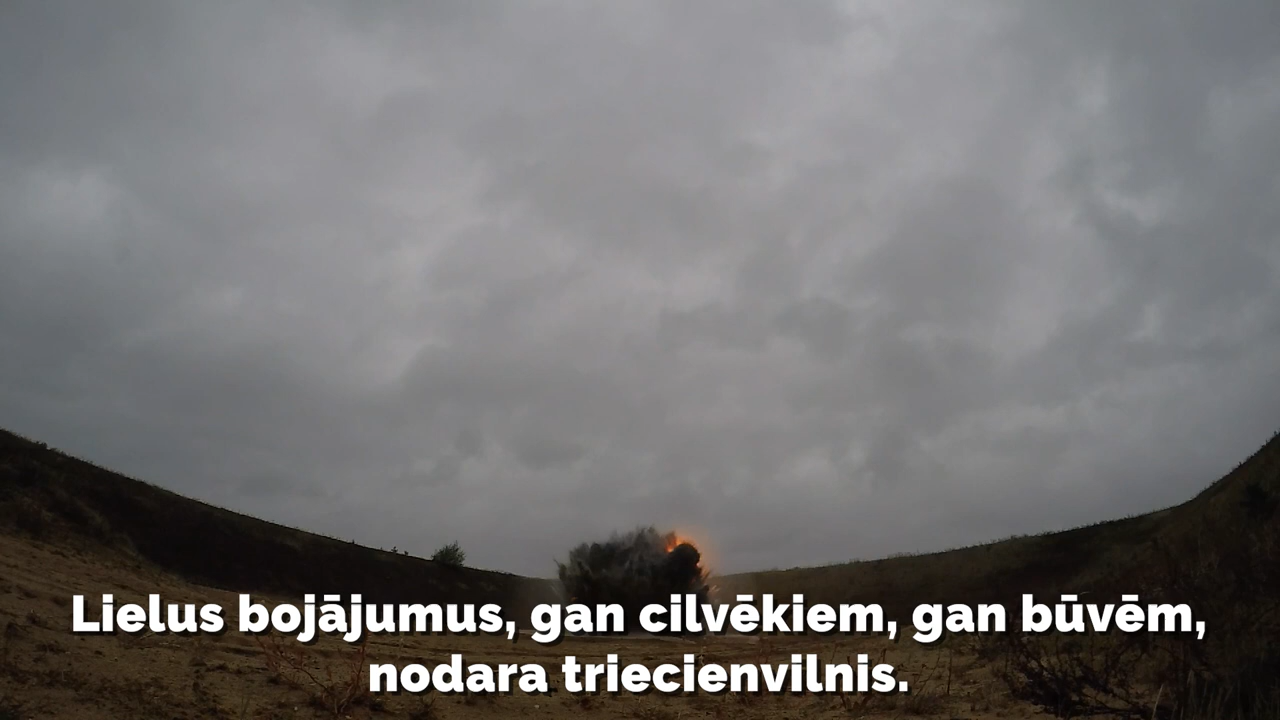 Lielus bojājumus, gan cilvēkiem, gan būvēm,
nodara triecienvilnis.